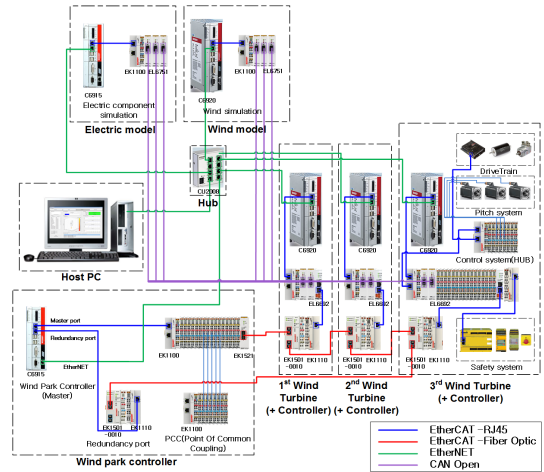 C6915
EK1100
EL6751
Electric component
simulation
Electric model
C6920
EK1100
EL6751
Wind simulation
Wind model
CU2008
Hub
Host PC
C6920
C6920
C6920
DriveTrain
Pitch system
Control system(HUB)
EL6692
EL6692
EL6692
EK1501
-0010
EK1110
EK1501
-0010
EK1110
EK1501
-0010
EK1110
Safety system
1st Wind
Turbine
(+ Controller)
2nd Wind
Turbine
(+ Controller)
3rd Wind Turbine
(+ Controller)
Master port
Redundancy port
EtherNET
C6915
Wind Park Controller
(Master)
EK1100
EK1521
EK1501
-0010
EK1110
Redundancy port
EK1100
PCC(Point Of Common
Coupling)
Wind park controller
EtherCAT -RJ45
EtherCAT -Fiber Optic
EtherNET
CAN Open